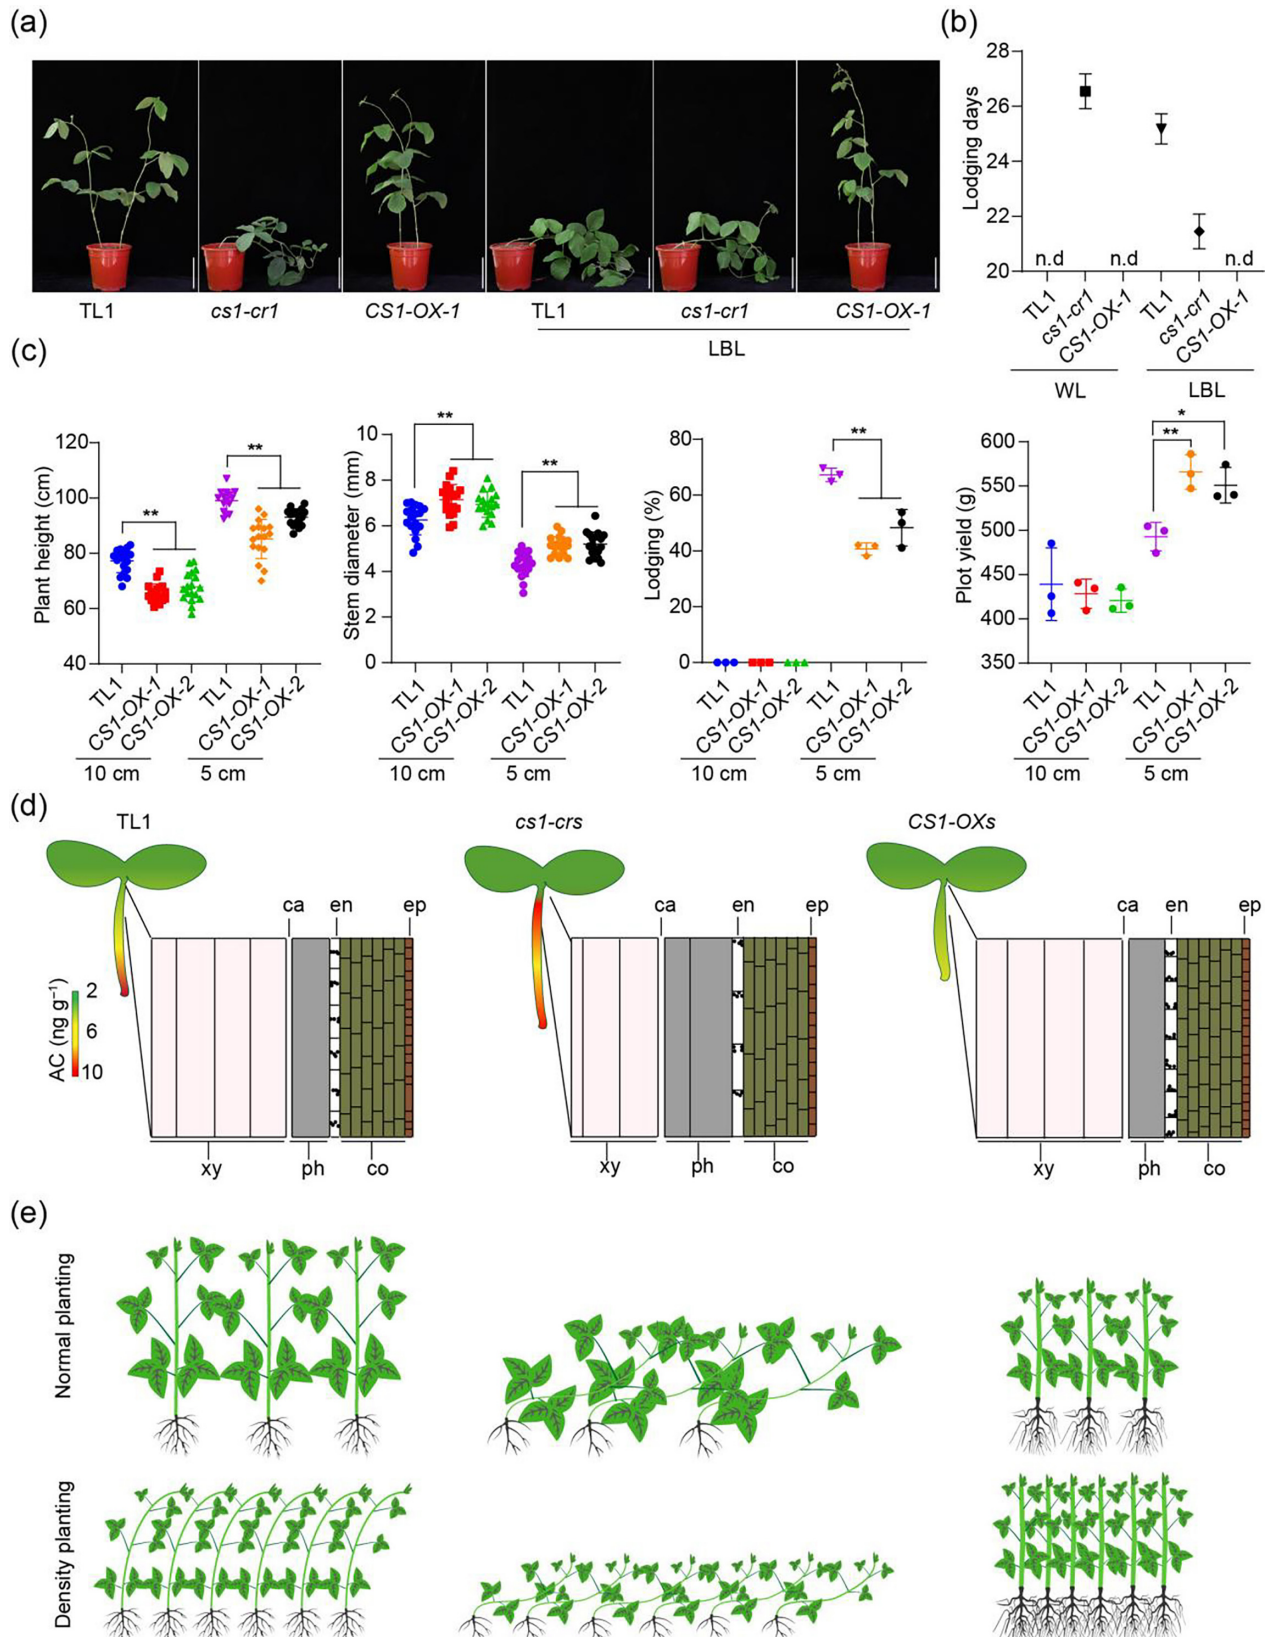 (a)
TL1 cs1-cr1 CS1-OX-1 TL1 cs1-cr1 CS1-OX-1
LBL
(b)
Lodging days
28
26
24
22
20
n.d n.d n.d
TL1 cs1-cr1 CS1-OX-1 TL1 cs1-cr1 CS1-OX-1
WL LBL
(c)
Plant height (cm)
120
100
80
60
40
** **
TL1 CS1-OX-1 CS1-OX-2 TL1 CS1-OX-1 CS1-OX-2
10 cm 5 cm
Stem diameter (mm)
10
8
6
4
2
0
** **
TL1 CS1-OX-1 CS1-OX-2 TL1 CS1-OX-1 CS1-OX-2
10 cm 5 cm
Lodging (%)
80
60
40
20
0
**
TL1 CS1-OX-1 CS1-OX-2 TL1 CS1-OX-1 CS1-OX-2
10 cm 5 cm
Plot yield (g)
600
550
500
450
400
350
*
**
TL1 CS1-OX-1 CS1-OX-2 TL1 CS1-OX-1 CS1-OX-2
10 cm 5 cm
(d)
TL1 cs1-crs CS1-OXs
ca en ep ca en ep ca en ep
AC (ng g⁻¹)
2
6
10
xy ph co xy ph co xy ph co
(e)
Normal planting
Density planting